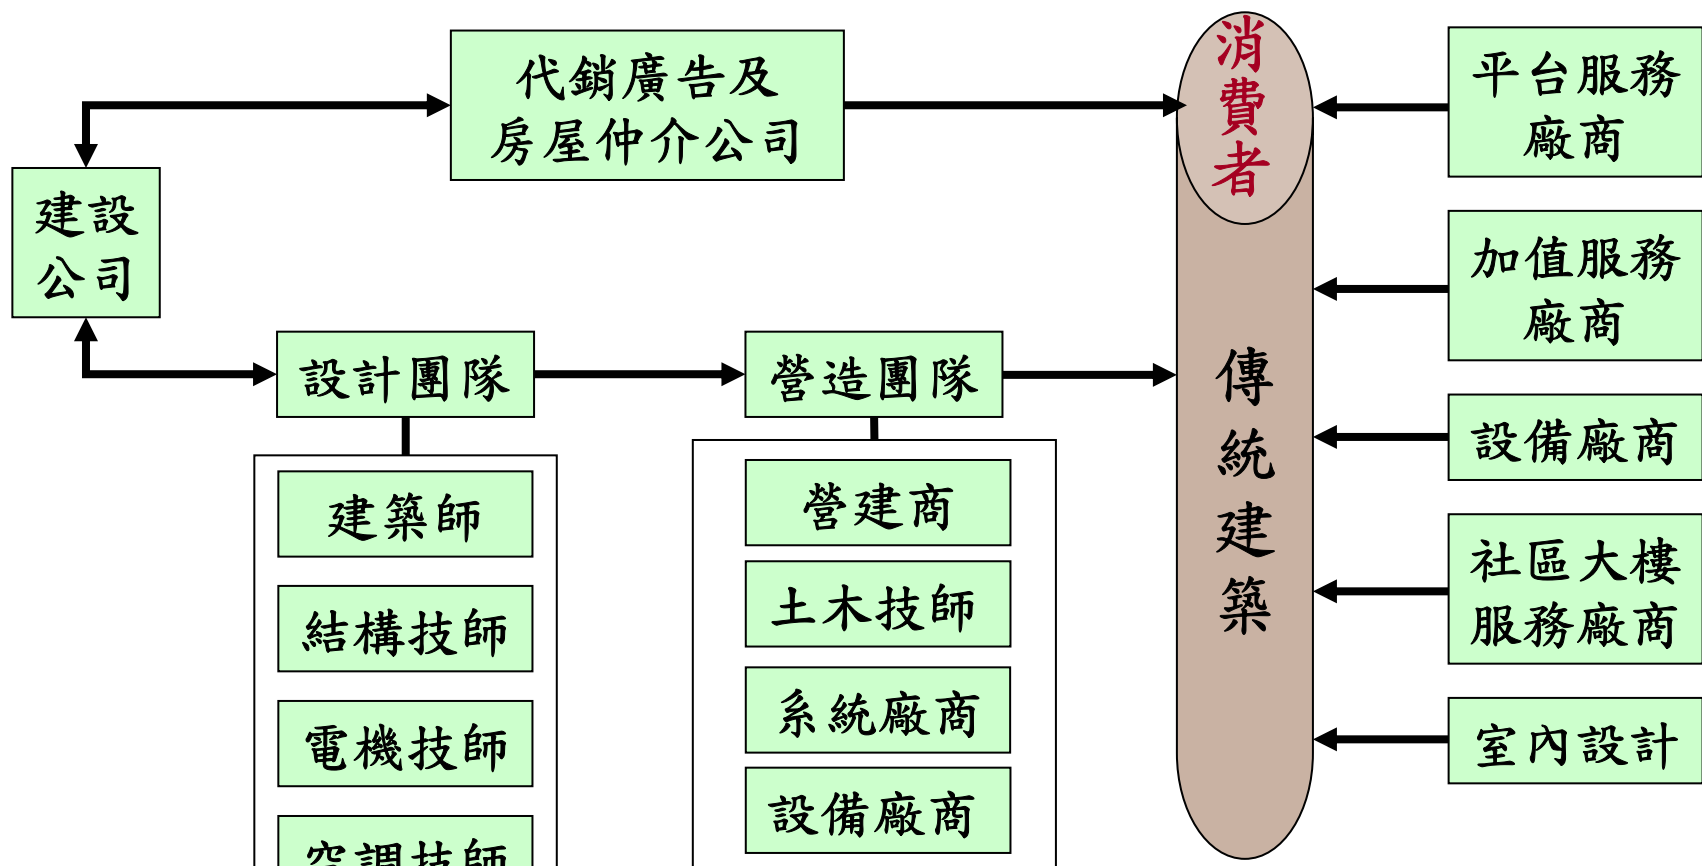 代銷廣告及
房屋仲介公司
消費者
平台服務
廠商
建設
公司
加值服務
廠商
設計團隊
營造團隊
傳統建築
設備廠商
建築師
結構技師
電機技師
空調技師
營建商
土木技師
系統廠商
設備廠商
社區大樓
服務廠商
室內設計